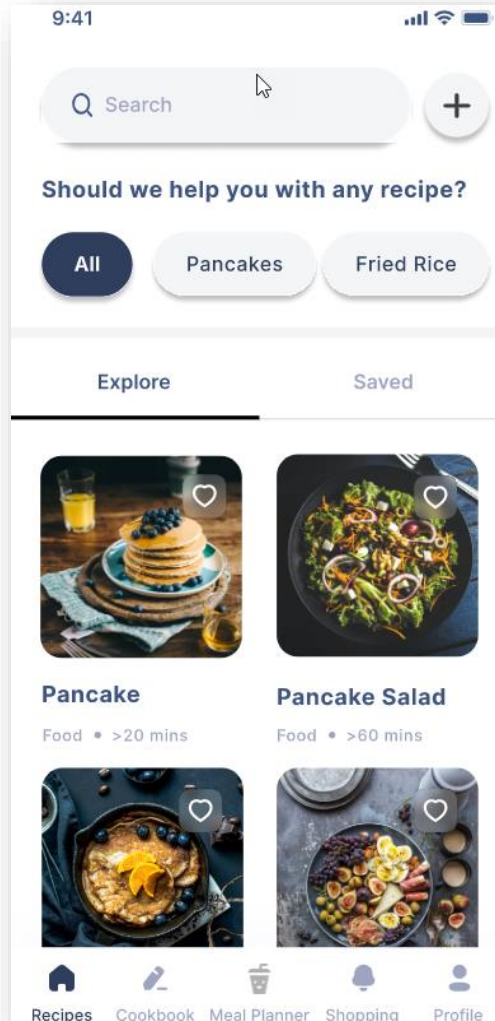 9:41
Search
Should we help you with any recipe?
All Pancakes Fried Rice
Explore Saved
Pancake Pancake Salad
Food • >20 mins Food • >60 mins
Recipes Cookbook Meal Planner Shopping Profile